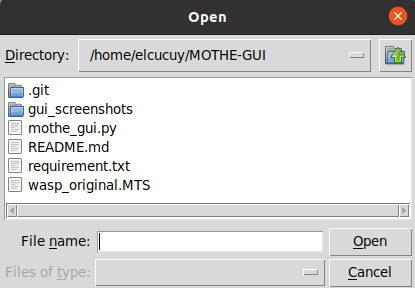 Open
Directory: /home/elcucuy/MOTHE-GUI
.git
gui_screenshots
mothe_gui.py
README.md
requirement.txt
wasp_original.MTS
File name: Open
Files of type: Cancel